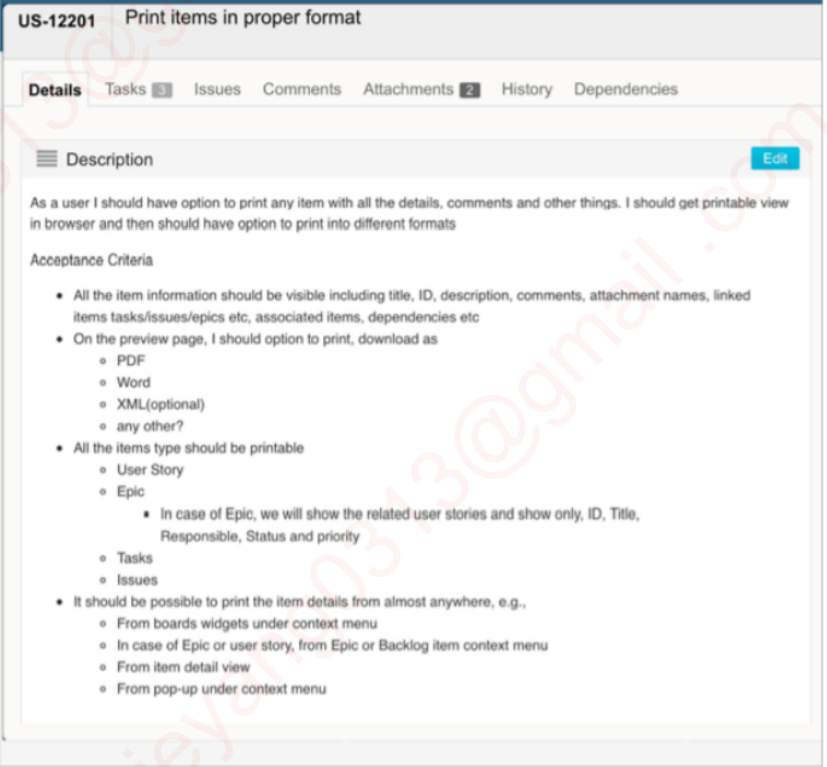 US-12201 Print items in proper format
Details Tasks 3 Issues Comments Attachments 2 History Dependencies
Description Edit
As a user I should have option to print any item with all the details, comments and other things. I should get printable view
in browser and then should have option to print into different formats
Acceptance Criteria
All the item information should be visible including title, ID, description, comments, attachment names, linked
items tasks/issues/epics etc, associated items, dependencies etc
On the preview page, I should option to print, download as
PDF
Word
XML(optional)
any other?
All the items type should be printable
User Story
Epic
In case of Epic, we will show the related user stories and show only, ID, Title,
Responsible, Status and priority
Tasks
Issues
It should be possible to print the item details from almost anywhere, e.g.,
From boards widgets under context menu
In case of Epic or user story, from Epic or Backlog item context menu
From item detail view
From pop-up under context menu